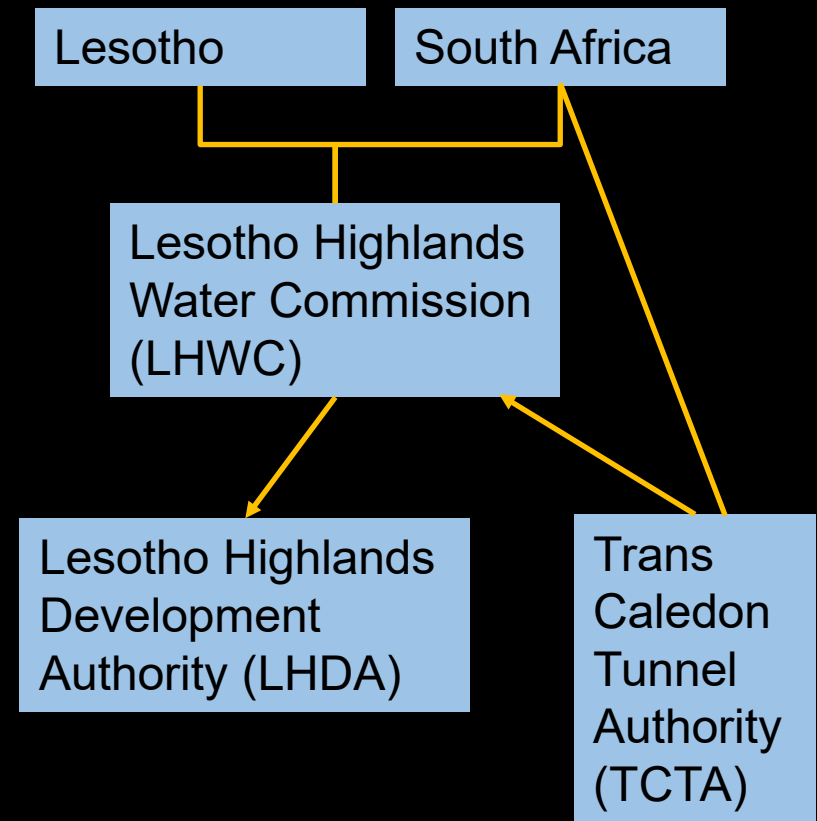 Lesotho
South Africa
Lesotho Highlands
Water Commission
(LHWC)
Lesotho Highlands
Development
Authority (LHDA)
Trans
Caledon
Tunnel
Authority
(TCTA)